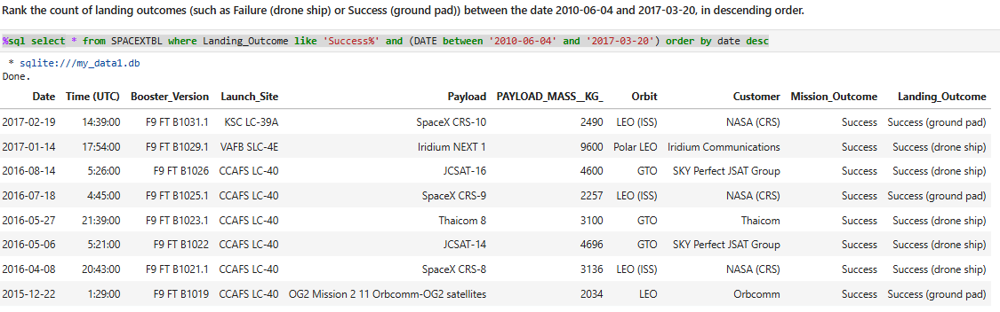 Rank the count of landing outcomes (such as Failure (drone ship) or Success (ground pad)) between the date 2010-06-04 and 2017-03-20, in descending order.
%sql select * from SPACEXTBL where Landing_Outcome like 'Success%' and (DATE between '2010-06-04' and '2017-03-20') order by date desc
* sqlite:///my_data1.db
Done.
Date Time (UTC) Booster_Version Launch_Site Payload PAYLOAD_MASS__KG_ Orbit Customer Mission_Outcome Landing_Outcome
2017-02-19 14:39:00 F9 FT B1031.1 KSC LC-39A SpaceX CRS-10 2490 LEO (ISS) NASA (CRS) Success Success (ground pad)
2017-01-14 17:54:00 F9 FT B1029.1 VAFB SLC-4E Iridium NEXT 1 9600 Polar LEO Iridium Communications Success Success (drone ship)
2016-08-14 5:26:00 F9 FT B1026 CCAFS LC-40 JCSAT-16 4600 GTO SKY Perfect JSAT Group Success Success (drone ship)
2016-07-18 4:45:00 F9 FT B1025.1 CCAFS LC-40 SpaceX CRS-9 2257 LEO (ISS) NASA (CRS) Success Success (ground pad)
2016-05-27 21:39:00 F9 FT B1023.1 CCAFS LC-40 Thaicom 8 3100 GTO Thaicom Success Success (drone ship)
2016-05-06 5:21:00 F9 FT B1022 CCAFS LC-40 JCSAT-14 4696 GTO SKY Perfect JSAT Group Success Success (drone ship)
2016-04-08 20:43:00 F9 FT B1021.1 CCAFS LC-40 SpaceX CRS-8 3136 LEO (ISS) NASA (CRS) Success Success (drone ship)
2015-12-22 1:29:00 F9 FT B1019 CCAFS LC-40 OG2 Mission 2 11 Orbcomm-OG2 satellites 2034 LEO Orbcomm Success Success (ground pad)